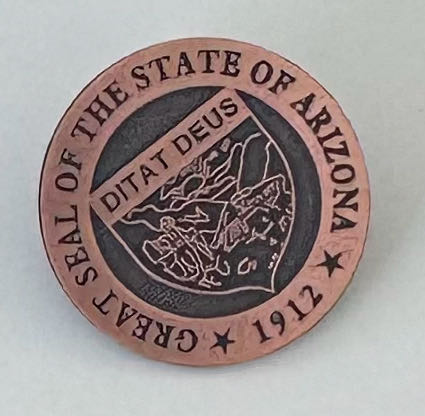 GREAT SEAL OF THE STATE OF ARIZONA
★ 1912 ★
DITAT DEUS